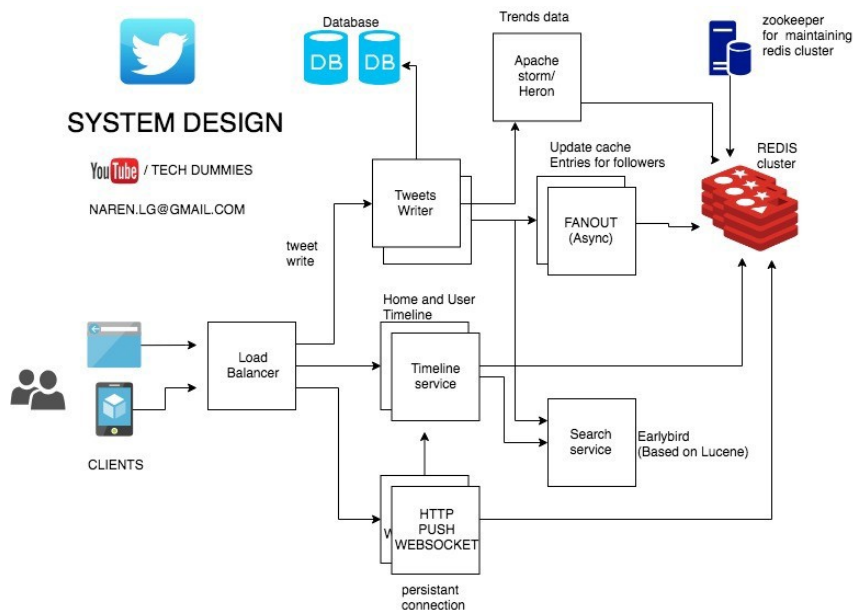 Database
DB DB
Trends data
Apache
storm/
Heron
zookeeper
for maintaining
redis cluster
SYSTEM DESIGN
YouTube / TECH DUMMIES
NAREN.LG@GMAIL.COM
Update cache
Entries for followers
REDIS
cluster
Tweets
Writer
FANOUT
(Async)
tweet
write
Home and User
Timeline
Load
Balancer
Timeline
service
CLIENTS
Search
service
Earlybird
(Based on Lucene)
W
HTTP
PUSH
WEBSOCKET
persistant
connection